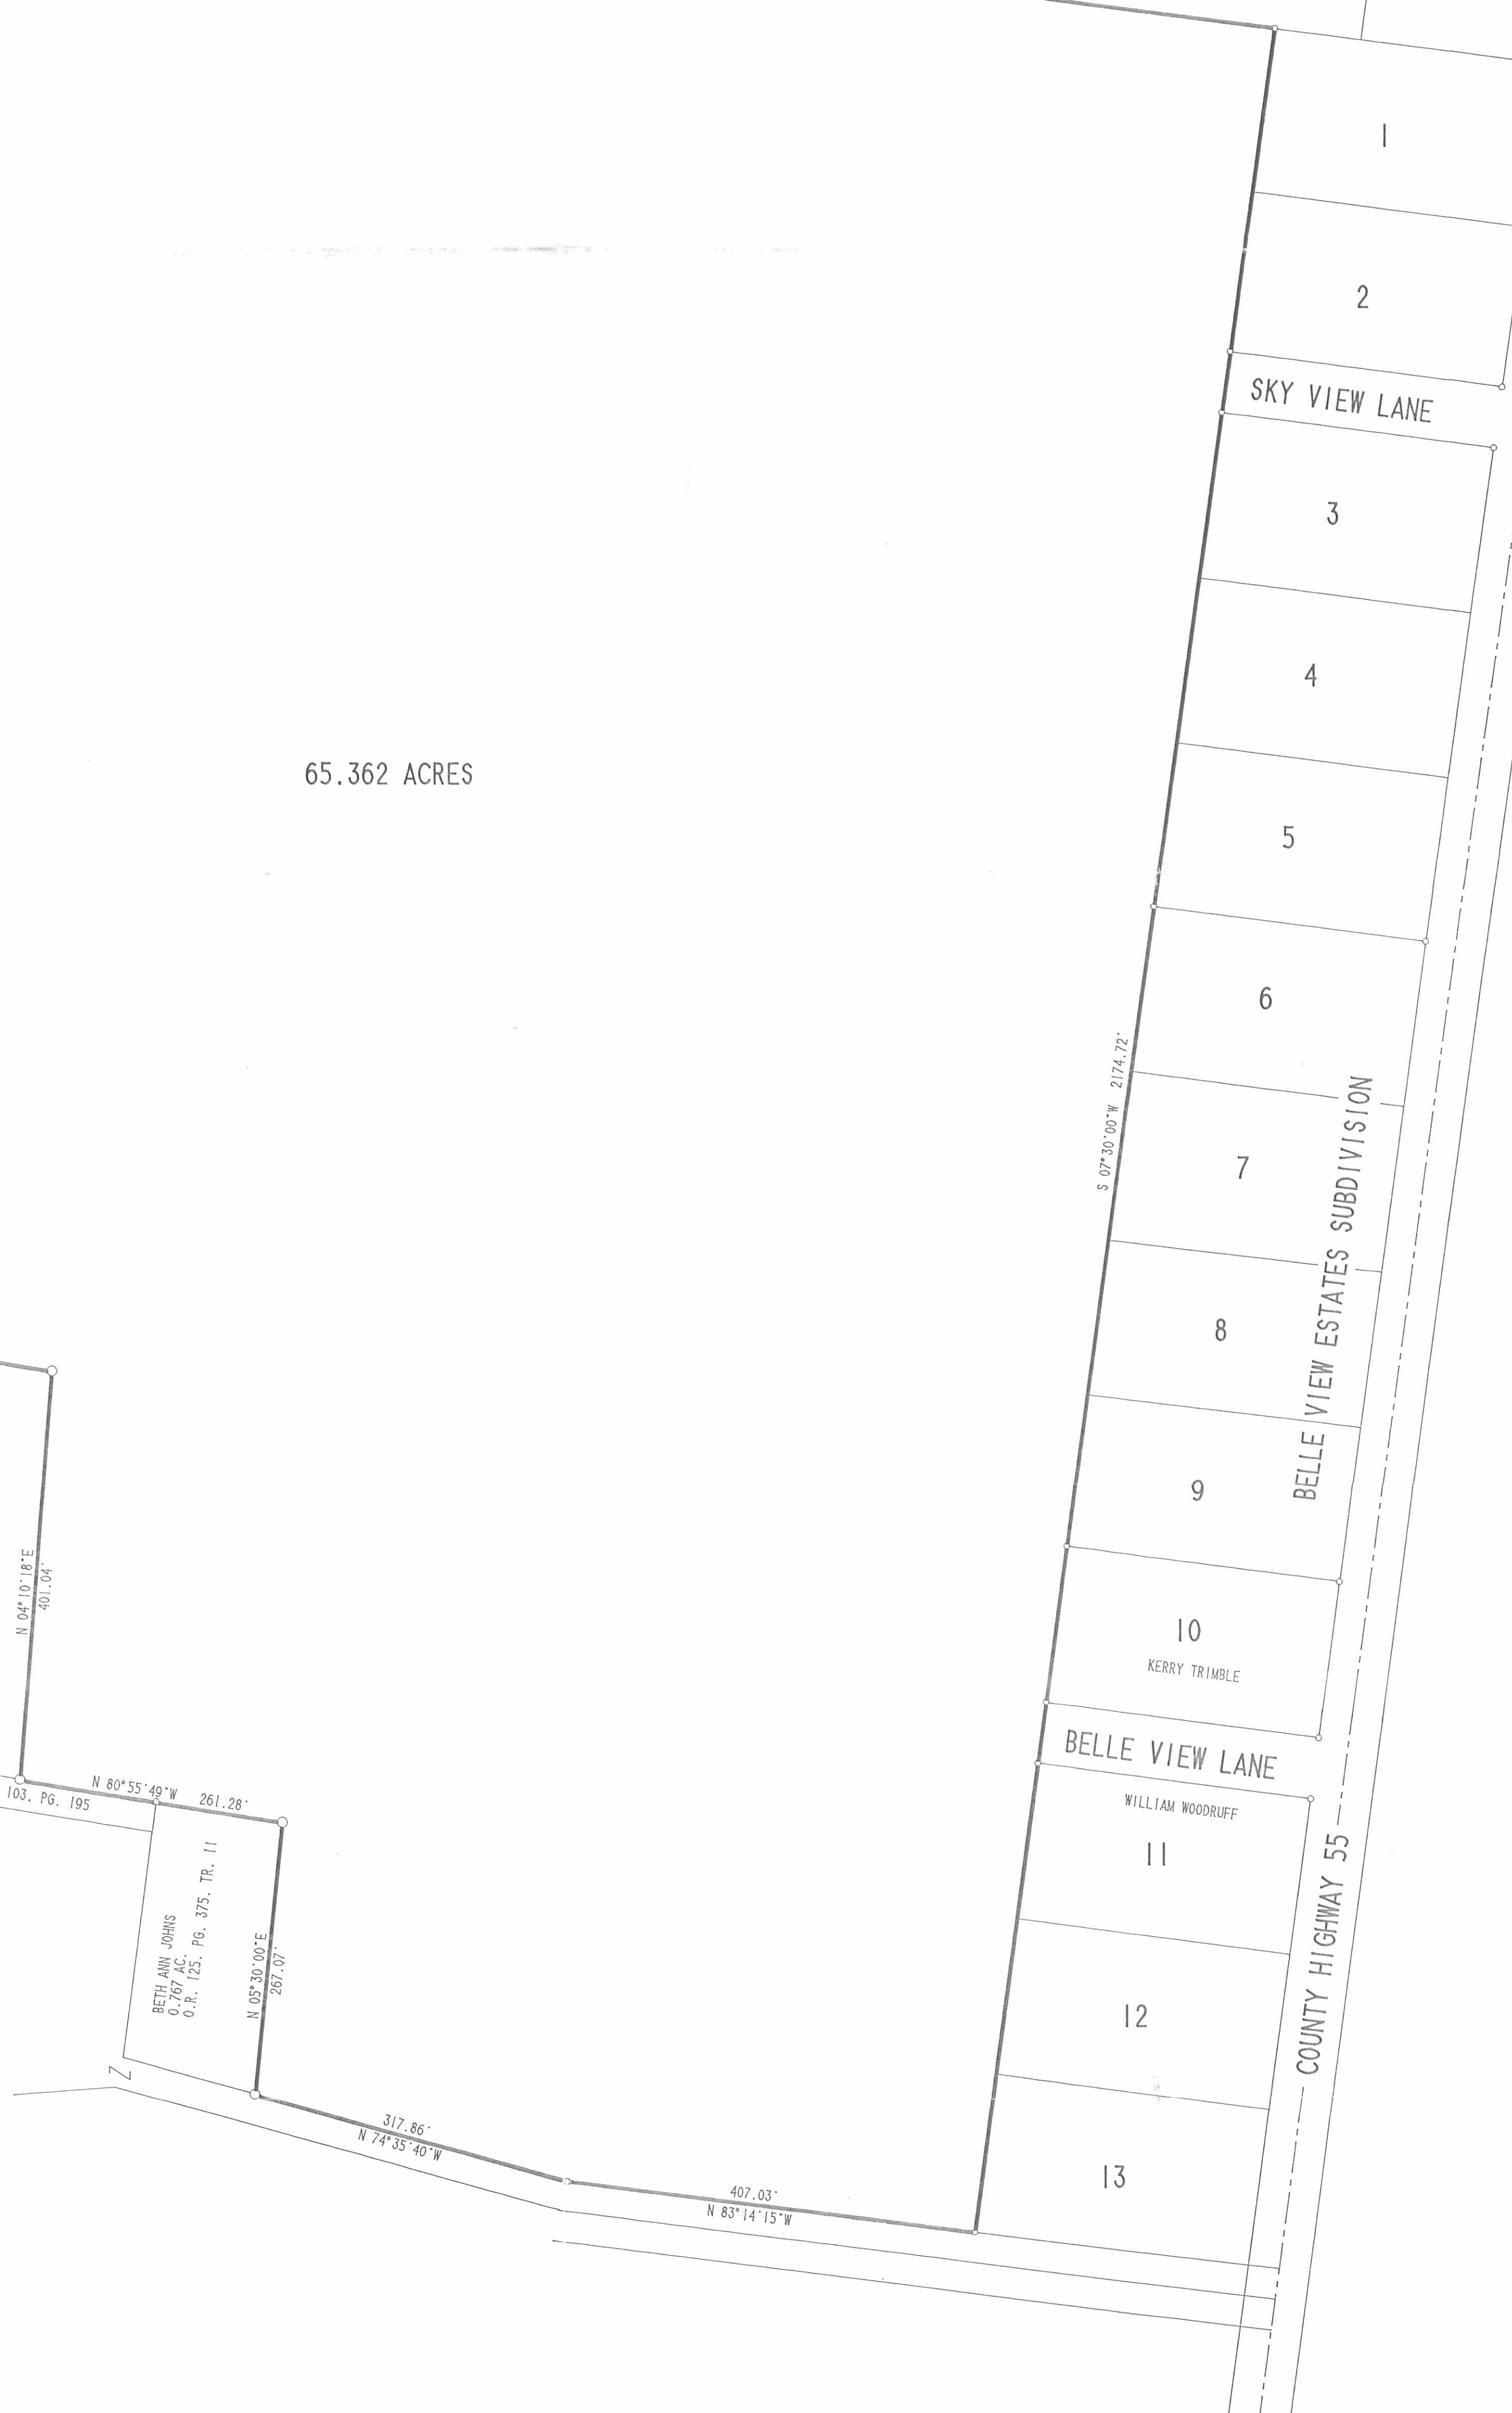 1
2
SKY VIEW LANE
3
4
65.362 ACRES
5
6
S 07°30'00"W 2174.72'
7
BELLE VIEW ESTATES SUBDIVISION
8
9
N 04°10'18"E
401.04'
10
KERRY TRIMBLE
BELLE VIEW LANE
N 80°55'49"W 261.28'
103, PG. 195
WILLIAM WOODRUFF
11
BETH ANN JOHNS
0.767 AC.
O.R. 125, PG. 375, TR. II
N 05°30'00"E
267.07'
COUNTY HIGHWAY 55
12
317.86'
N 74°35'40"W
13
407.03'
N 83°14'15"W